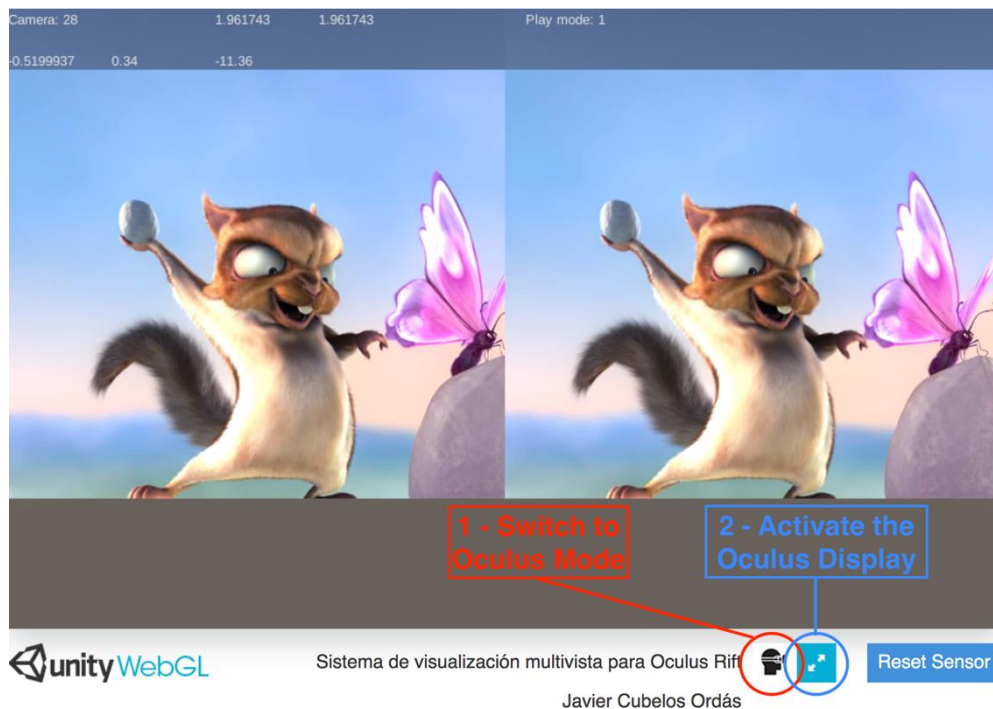 Camera: 28 1.961743 1.961743 Play mode: 1
-0.5199937 0.34 -11.36
1 - Switch to
Oculus Mode
2 - Activate the
Oculus Display
unity WebGL
Sistema de visualización multivista para Oculus Rift
Reset Sensor
Javier Cubelos Ordás